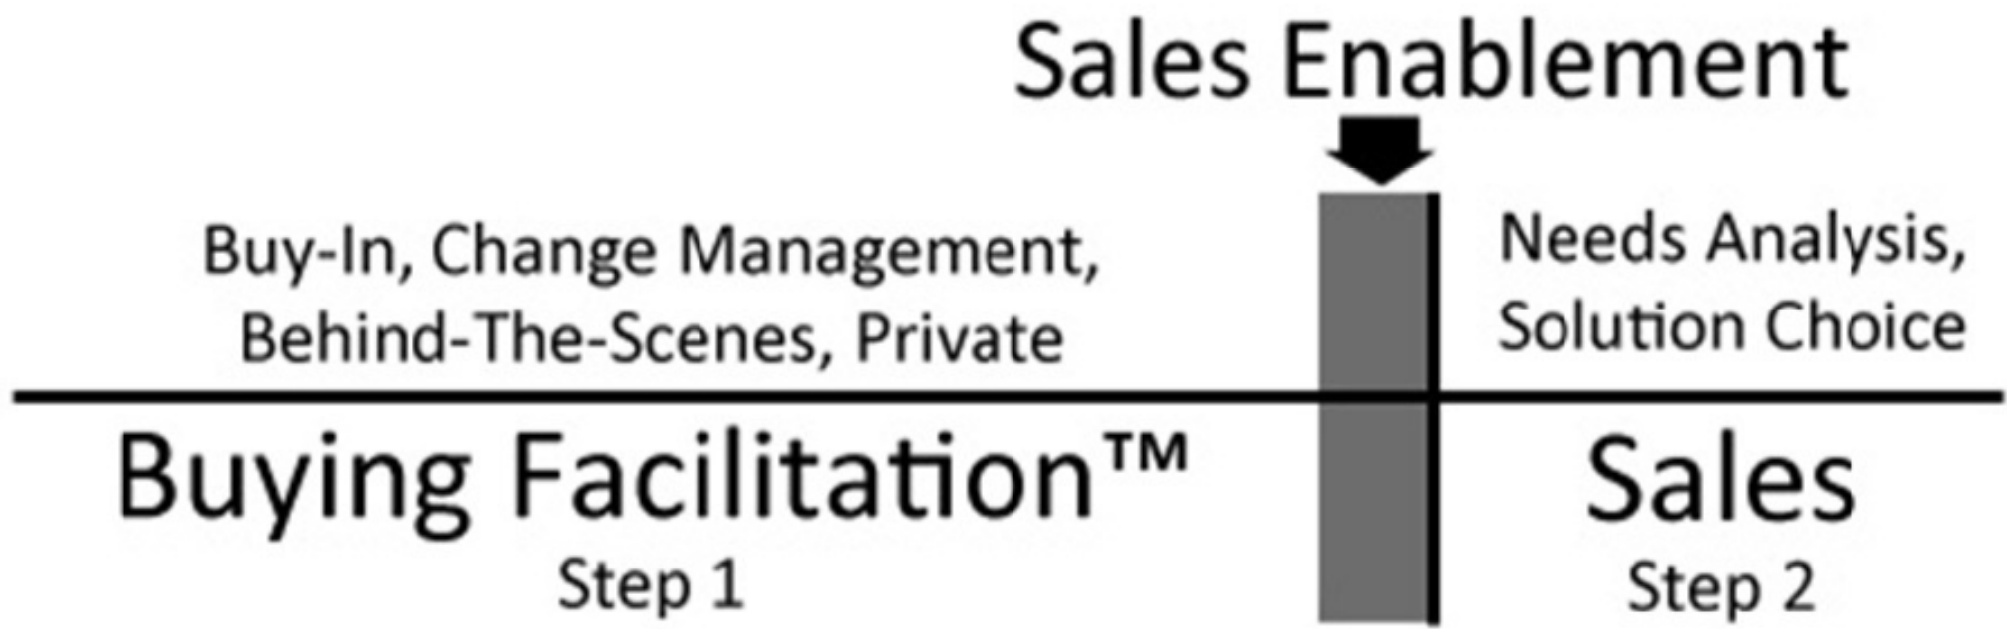 Sales Enablement
Buy-In, Change Management,
Behind-The-Scenes, Private
Needs Analysis,
Solution Choice
Buying Facilitation™
Step 1
Sales
Step 2